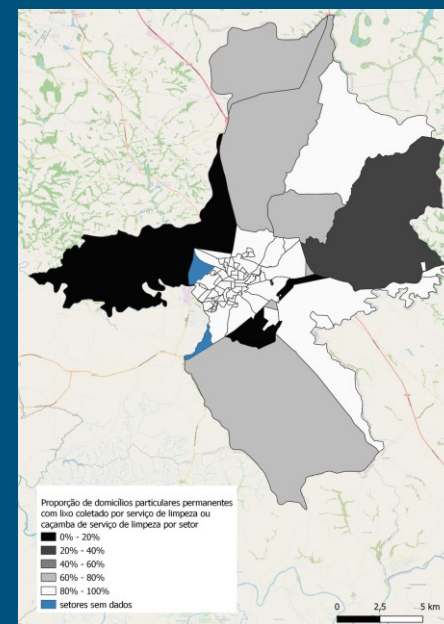 Proporção de domicílios particulares permanentes
com lixo coletado por serviço de limpeza ou
caçamba de serviço de limpeza por setor
0% - 20%
20% - 40%
40% - 60%
60% - 80%
80% - 100%
setores sem dados
0 2,5 5 km